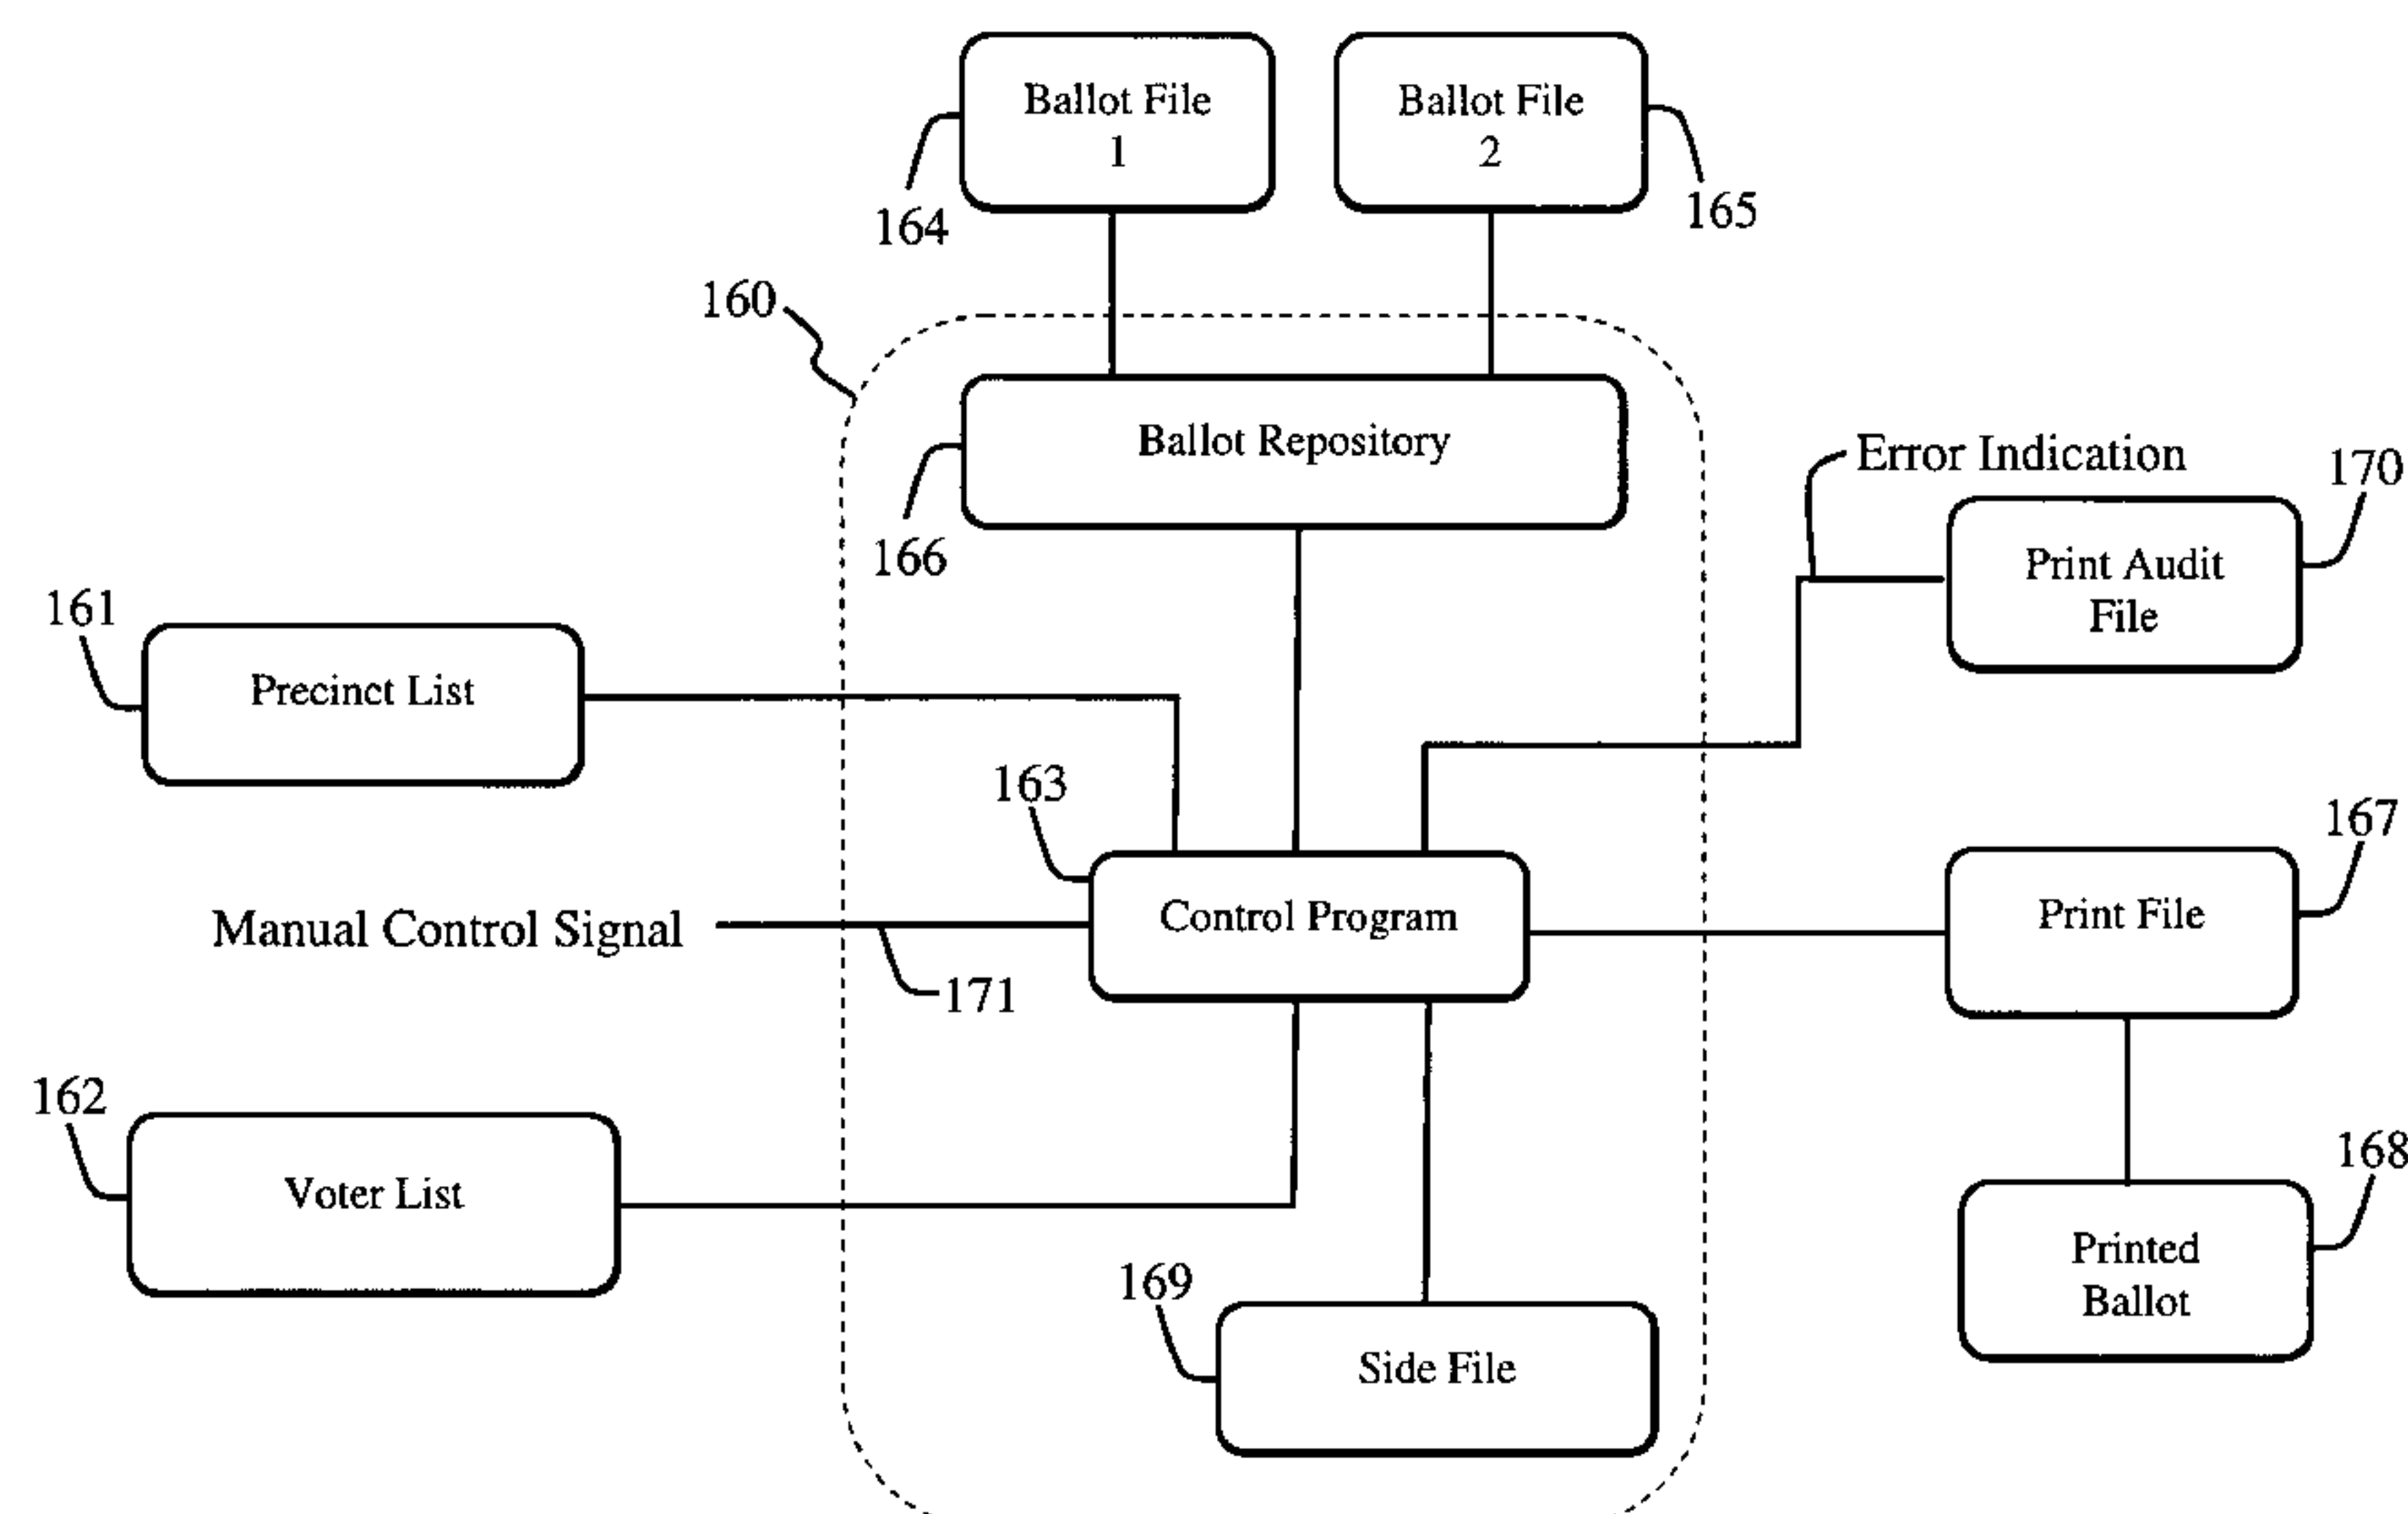 Ballot File
1
Ballot File
2
164
165
160
Ballot Repository
166
Error Indication
170
Print Audit
File
161
Precinct List
163
Control Program
167
Print File
Manual Control Signal
171
162
Voter List
168
Printed
Ballot
169
Side File